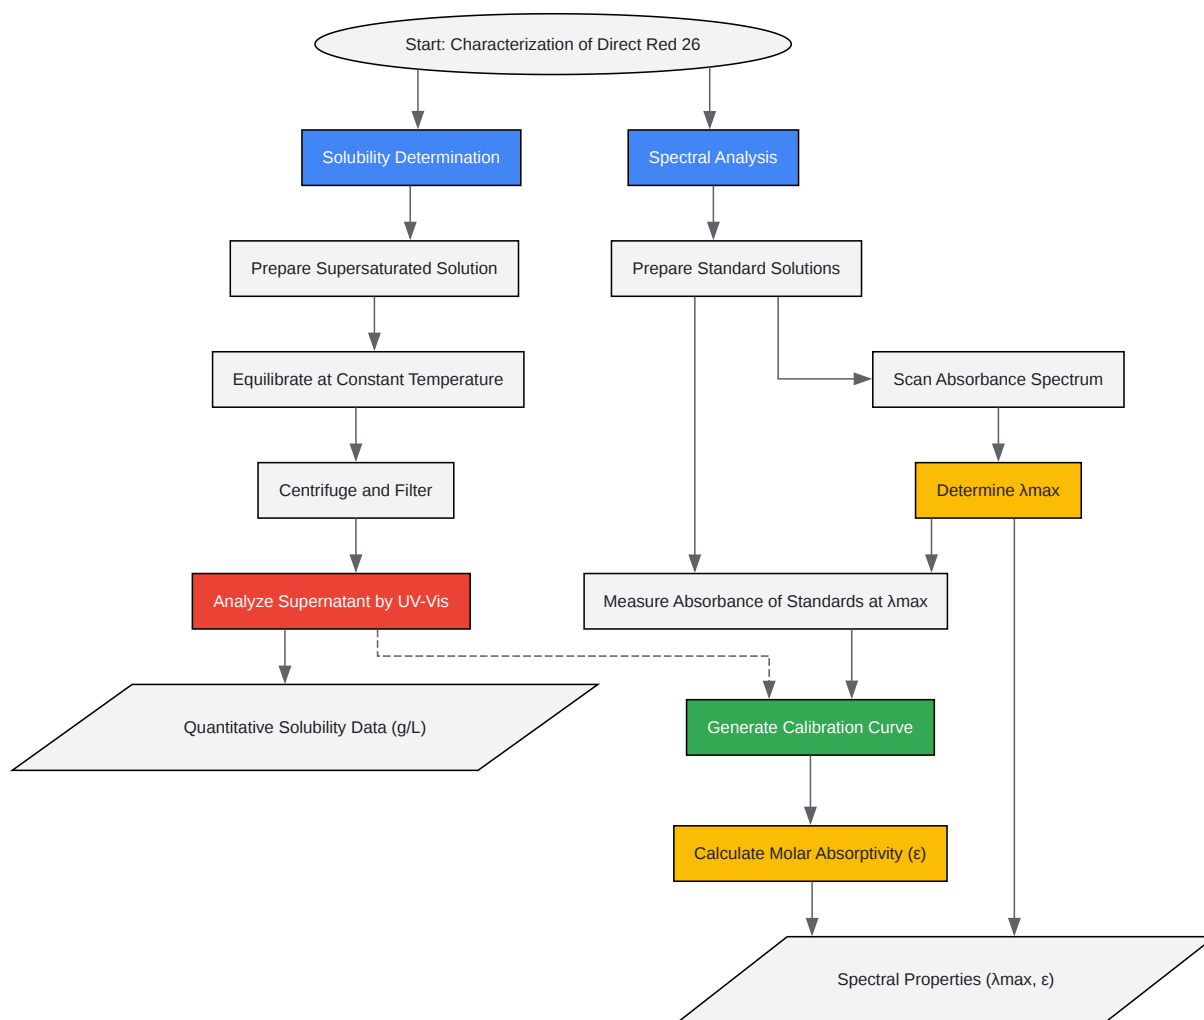 Start: Characterization of Direct Red 26
Solubility Determination
Spectral Analysis
Prepare Supersaturated Solution
Prepare Standard Solutions
Equilibrate at Constant Temperature
Scan Absorbance Spectrum
Centrifuge and Filter
Determine λmax
Analyze Supernatant by UV-Vis
Measure Absorbance of Standards at λmax
Quantitative Solubility Data (g/L)
Generate Calibration Curve
Calculate Molar Absorptivity (ε)
Spectral Properties (λmax, ε)